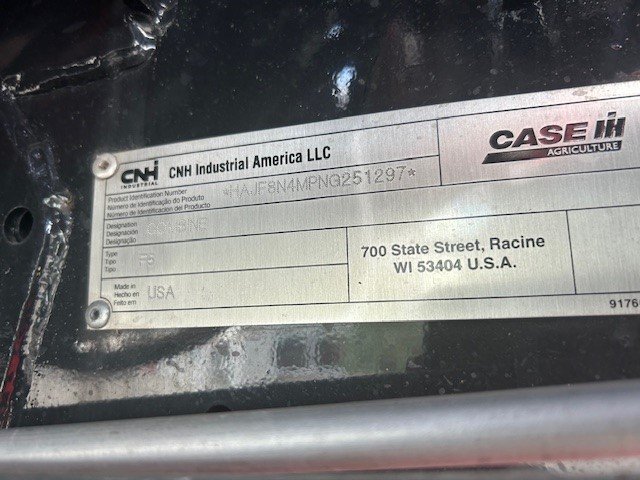 CNH
INDUSTRIAL
CNH Industrial America LLC
CASE IH
AGRICULTURE
Product Identification Number
Número de Identificação do Produto
Número de Identificacion del Producto
*HAJF8N4MPNG251297*
Designation
Designación
Designação
COMBINE
Type
Tipo
Tipo
Made in
Hecho en
Feito em
USA
700 State Street, Racine
WI 53404 U.S.A.
9176